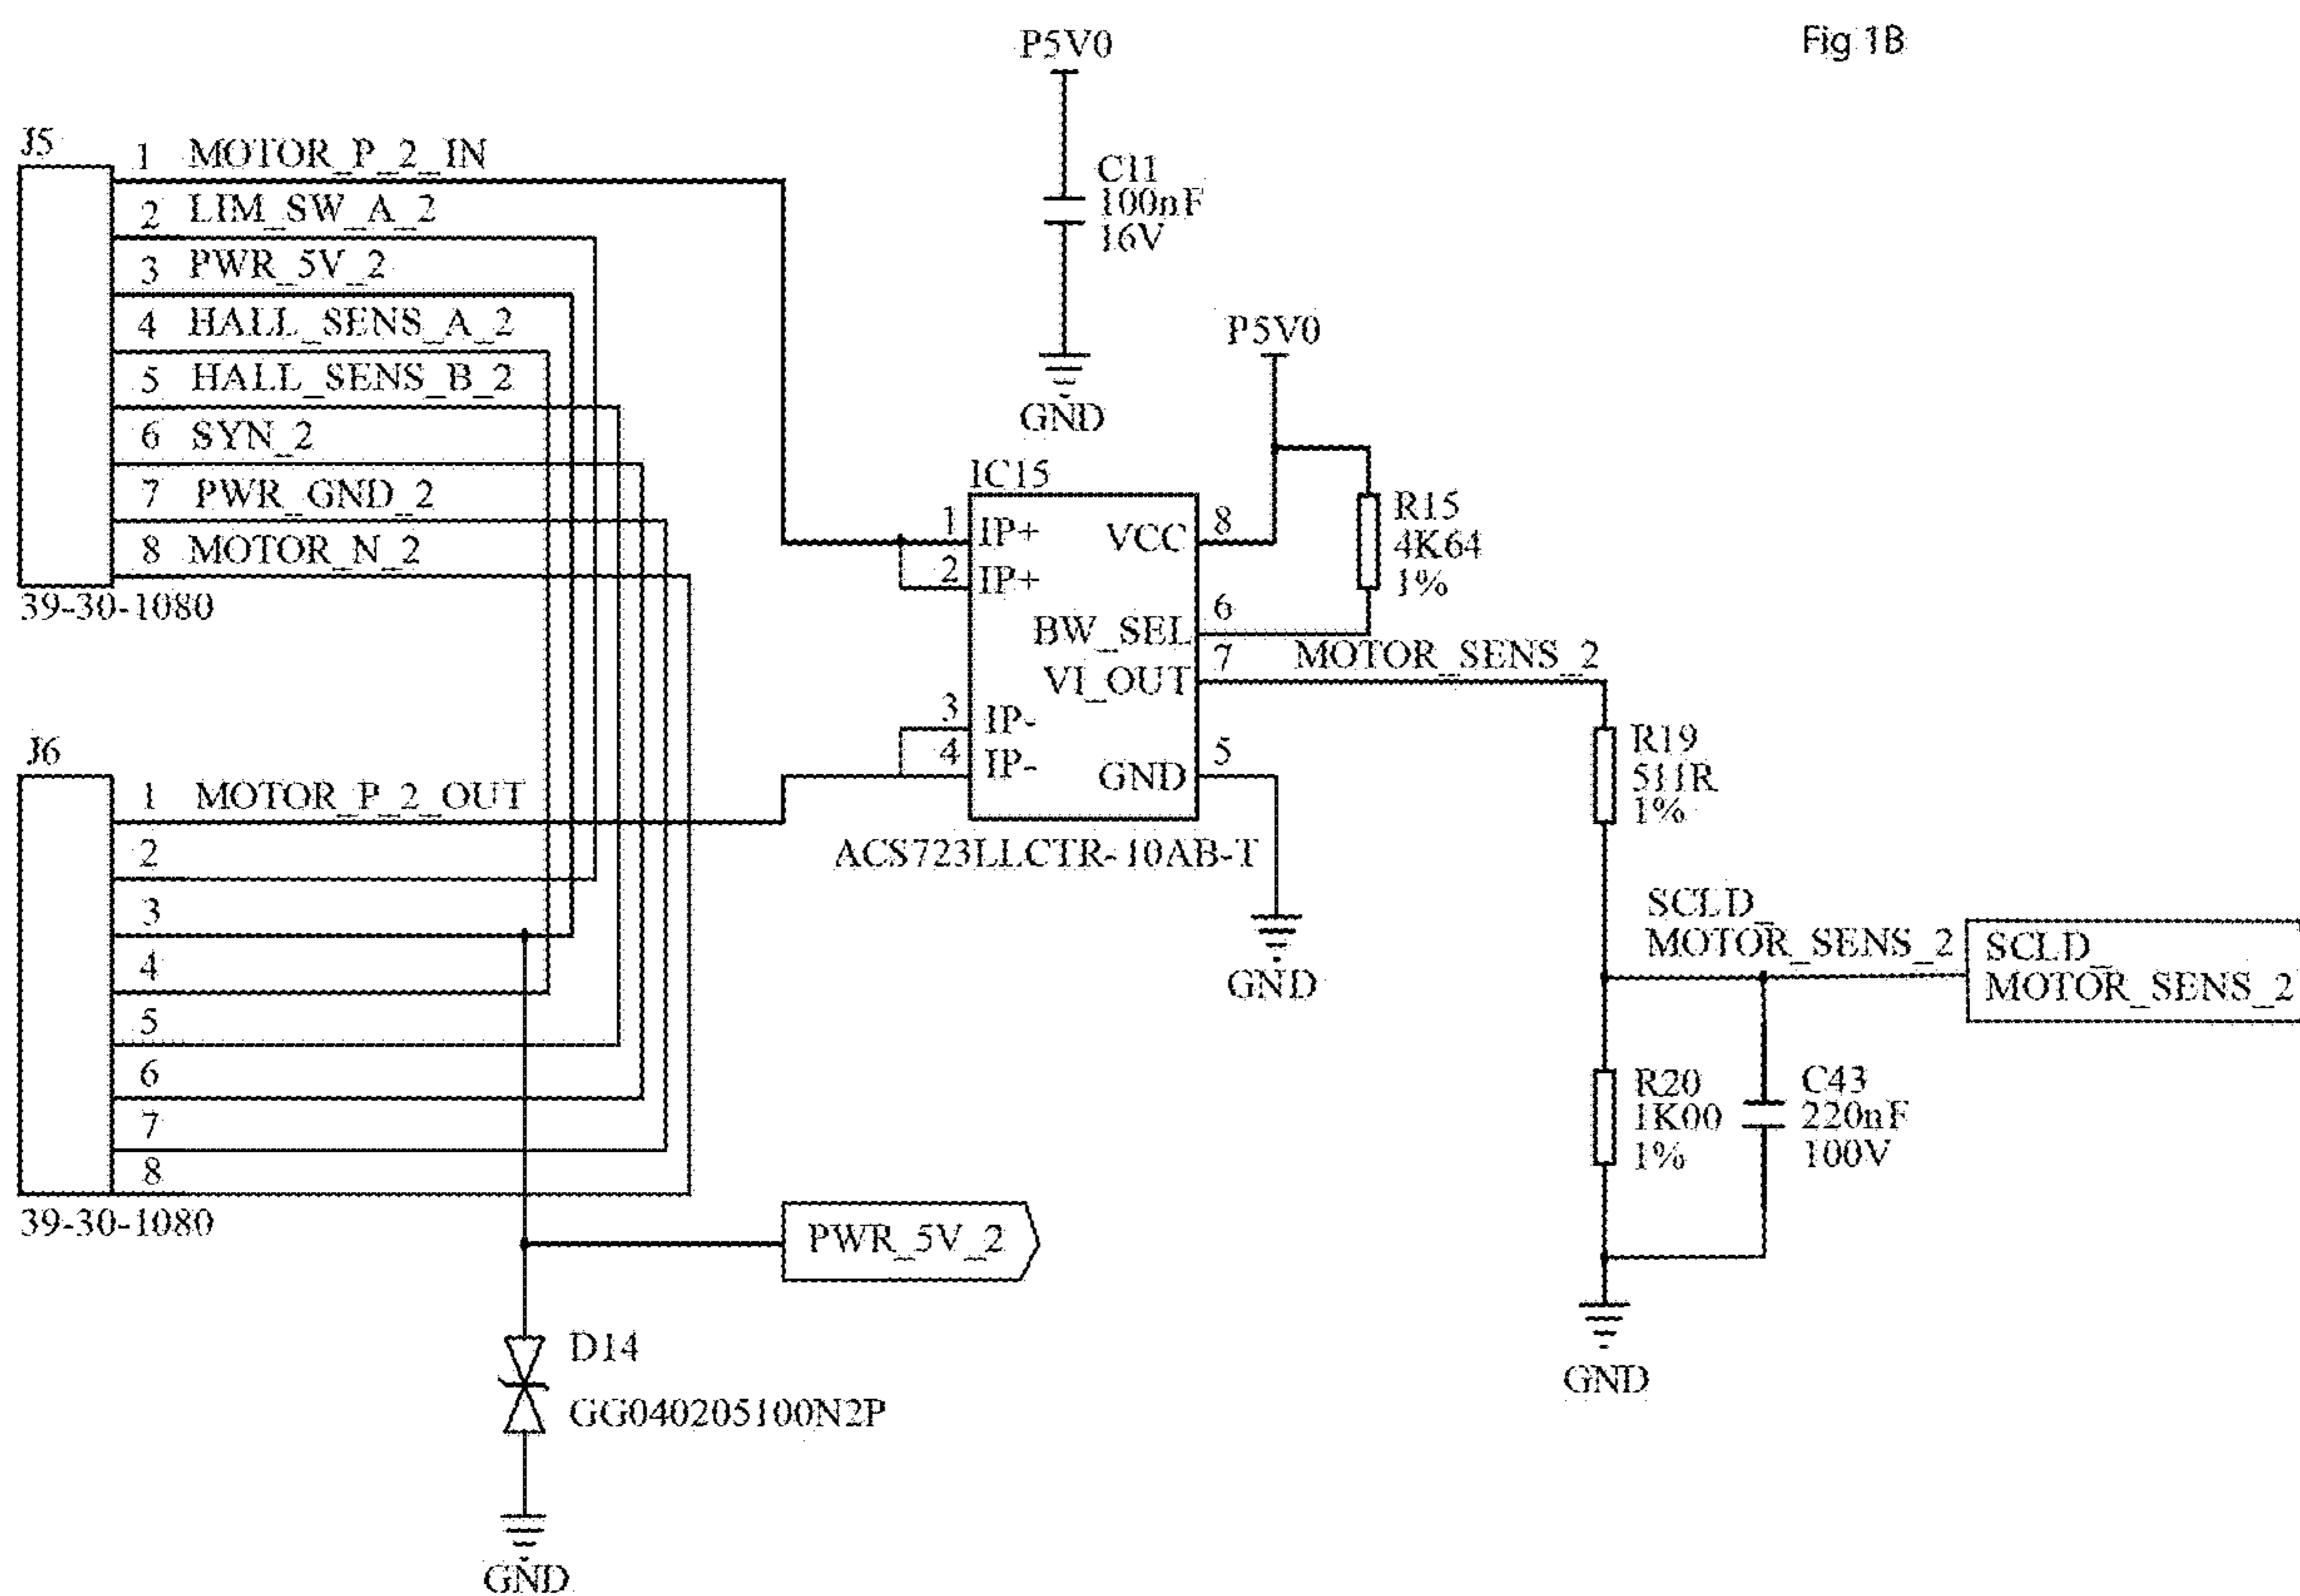 Fig 1B
P5V0
C11
100nF
16V
GND
J5
1 MOTOR_P_2_IN
2 LIM_SW_A_2
3 PWR_5V_2
4 HALL_SENS_A_2
5 HALL_SENS_B_2
6 SYN_2
7 PWR_GND_2
8 MOTOR_N_2
39-30-1080
P5V0
R15
4K64
1%
IC15
1 IP+
2 IP+
3 IP-
4 IP-
VCC 8
BW_SEL 6
VI_OUT 7
GND 5
ACS723LLCTR-10AB-T
GND
MOTOR_SENS_2
R19
511R
1%
SCLD_
MOTOR_SENS_2
SCLD_
MOTOR_SENS_2
R20
1K00
1%
C43
220nF
100V
GND
J6
1 MOTOR_P_2_OUT
2
3
4
5
6
7
8
39-30-1080
PWR_5V_2
D14
GG040205100N2P
GND